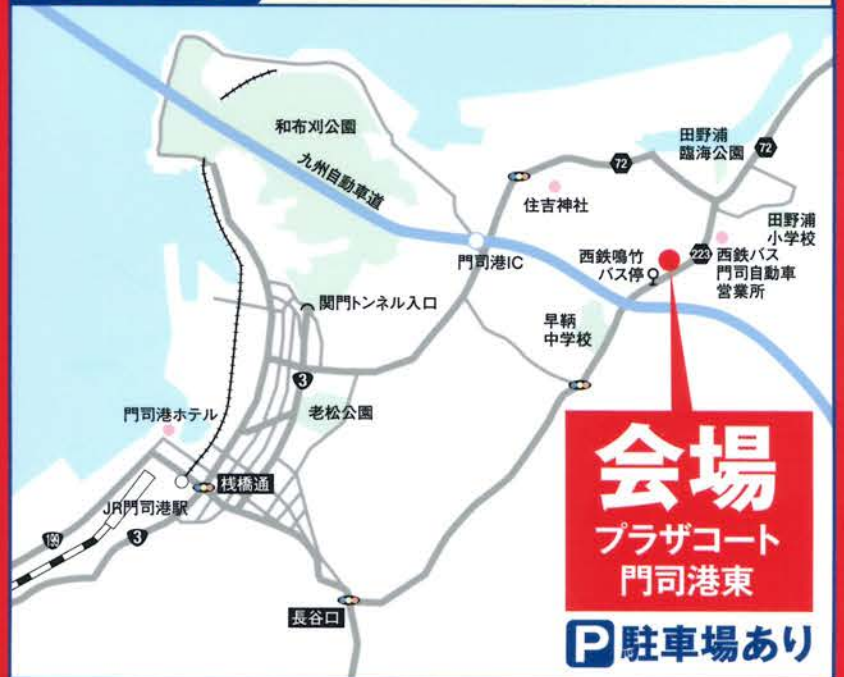 和布刈公園
九州自動車道
72
田野浦
臨海公園
72
住吉神社
田野浦
小学校
門司港IC
西鉄鳴竹
バス停
223
西鉄バス
門司自動車
営業所
関門トンネル入口
早鞆
中学校
3
門司港ホテル
老松公園
会場
プラザコート
門司港東
桟橋通
JR門司港駅
199
3
長谷口
P 駐車場あり